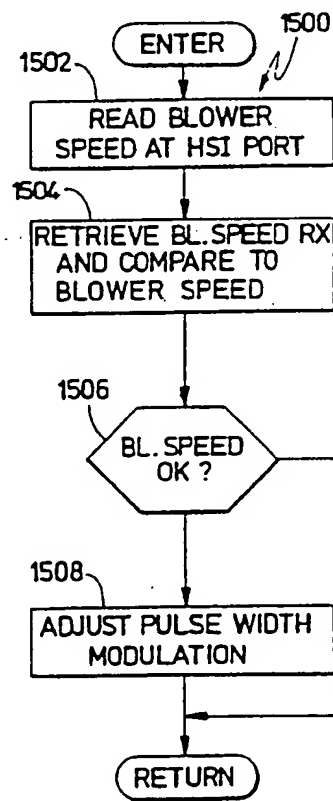 ENTER
1500
1502
READ BLOWER
SPEED AT HSI PORT
1504
RETRIEVE BL.SPEED RX
AND COMPARE TO
BLOWER SPEED
1506
BL.SPEED
OK ?
1508
ADJUST PULSE WIDTH
MODULATION
RETURN